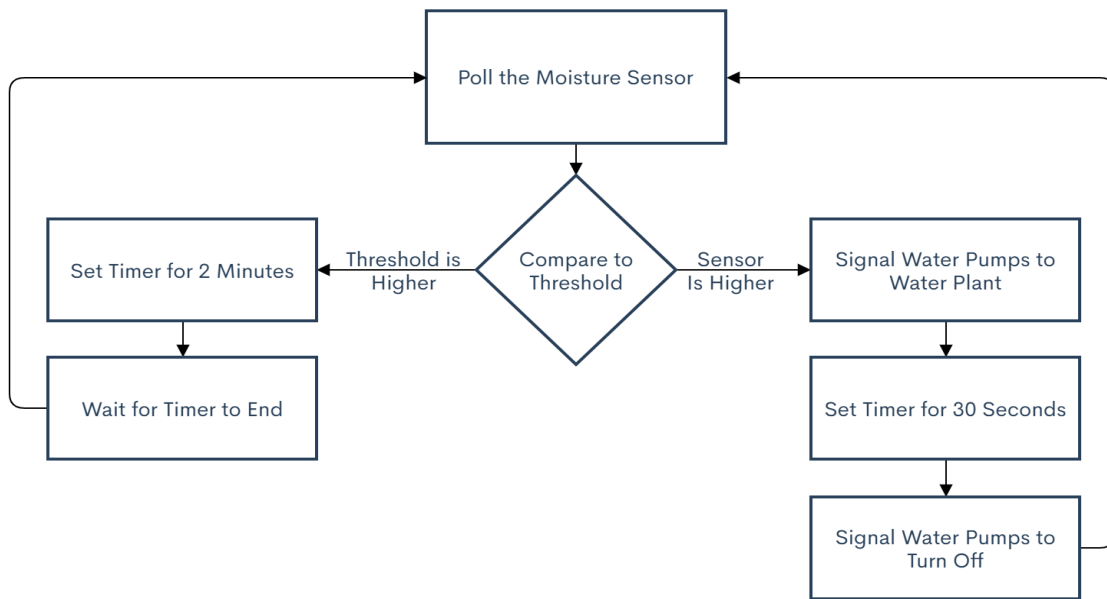 Poll the Moisture Sensor
Compare to
Threshold
Threshold is
Higher
Sensor
Is Higher
Set Timer for 2 Minutes
Wait for Timer to End
Signal Water Pumps to
Water Plant
Set Timer for 30 Seconds
Signal Water Pumps to
Turn Off